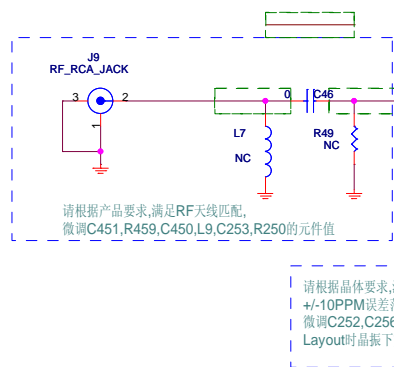 J9
RF_RCA_JACK
3
2
1
0
C46
L7
NC
R49
NC
请根据产品要求,满足RF天线匹配,
微调C451,R459,C450,L9,C253,R250的元件值
请根据晶体要求,
+/-10PPM误差
微调C252,C256
Layout时晶振下